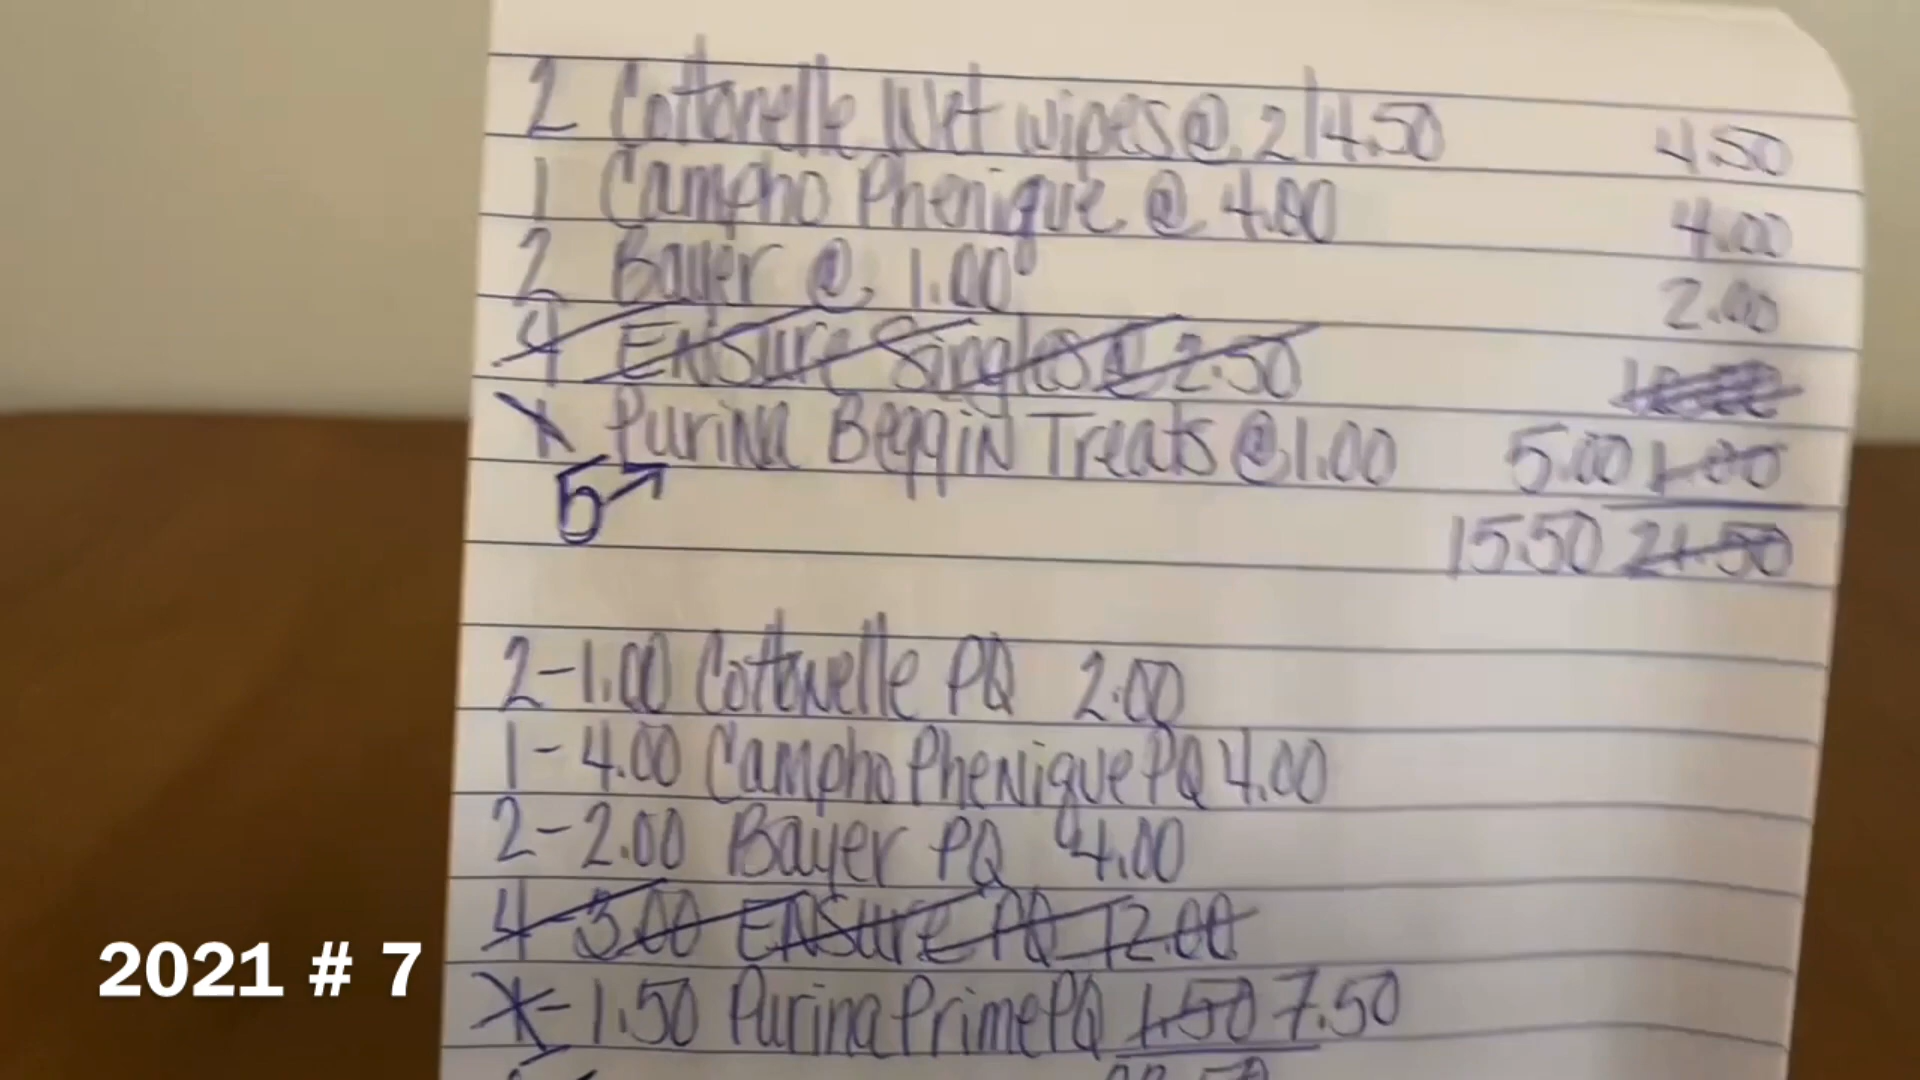 2 Cottonelle Wet wipes @ 2/4.50 4.50
1 Campho Phenique @ 4.00 4.00
2 Bayer @ 1.00 2.00
4 Ensure Singles @ 2.50
Purina Beggin Treats @ 1.00 5.00 1.00
5 15.50 21.50
2-1.00 Cottonelle PQ 2.00
1-4.00 Campho Phenique PQ 4.00
2-2.00 Bayer PQ 4.00
4-3.00 Ensure PQ 12.00
1.50 Purina Prime PQ 1.50 7.50
2021 # 7